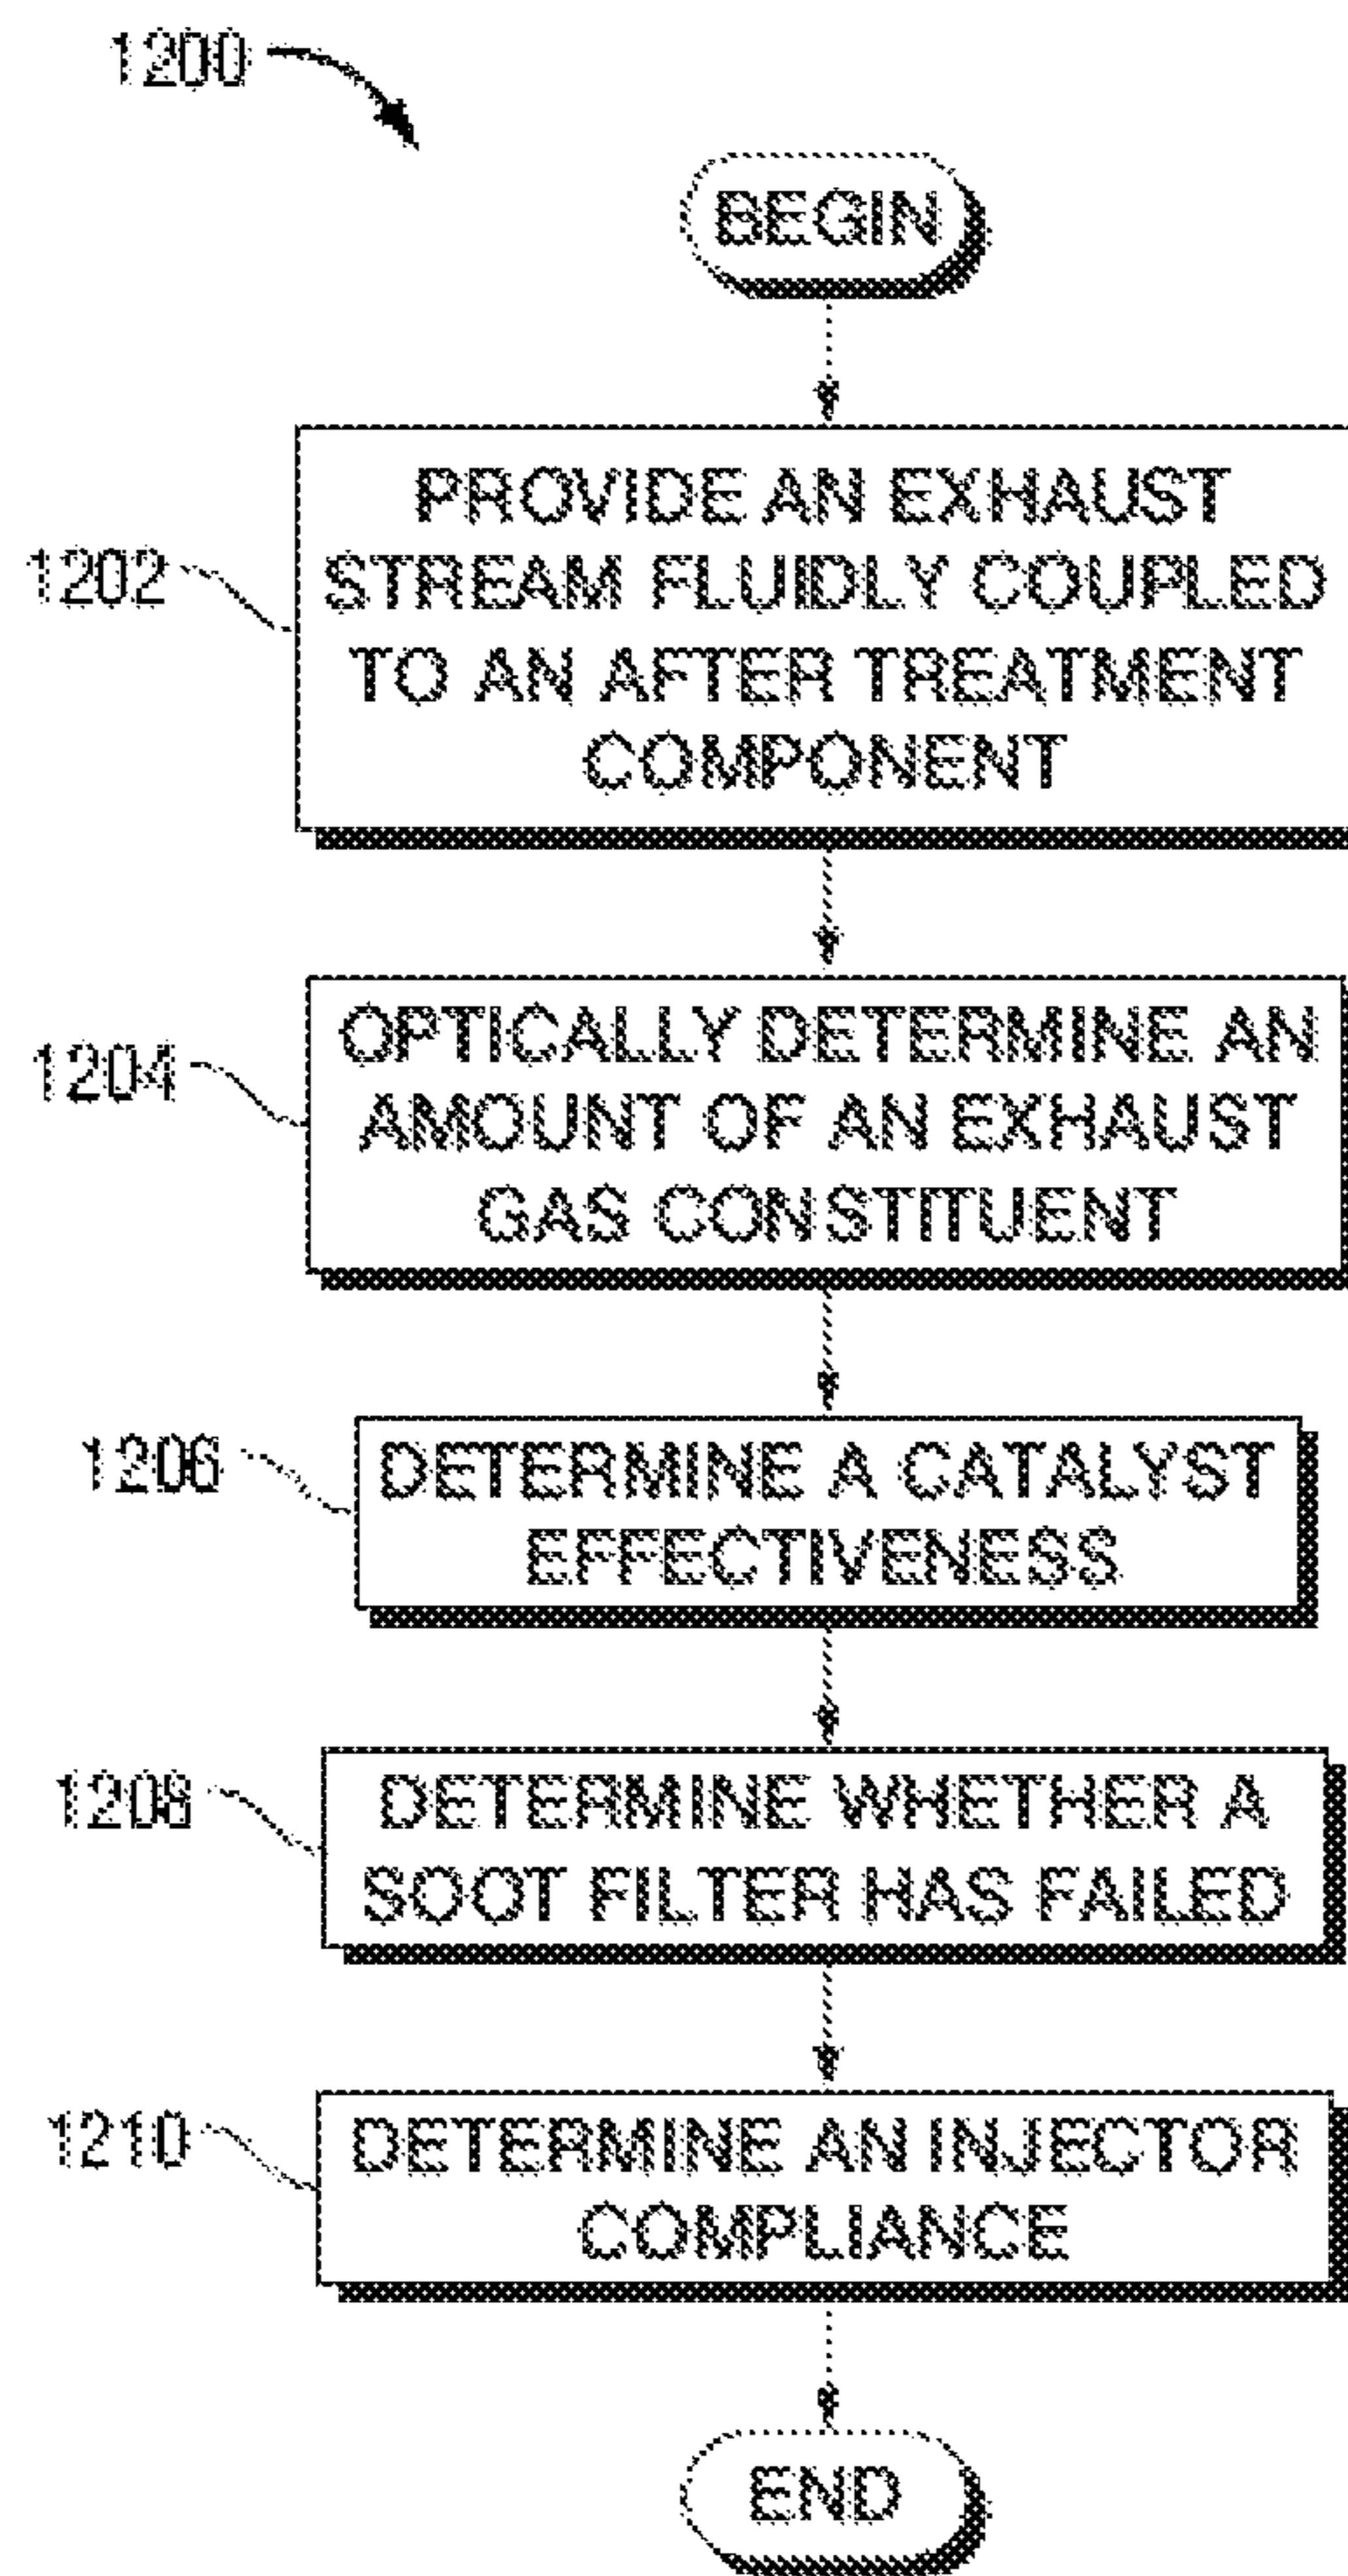 1200
BEGIN
1202
PROVIDE AN EXHAUST
STREAM FLUIDLY COUPLED
TO AN AFTER TREATMENT
COMPONENT
1204
OPTICALLY DETERMINE AN
AMOUNT OF AN EXHAUST
GAS CONSTITUENT
1206
DETERMINE A CATALYST
EFFECTIVENESS
1208
DETERMINE WHETHER A
SOOT FILTER HAS FAILED
1210
DETERMINE AN INJECTOR
COMPLIANCE
END